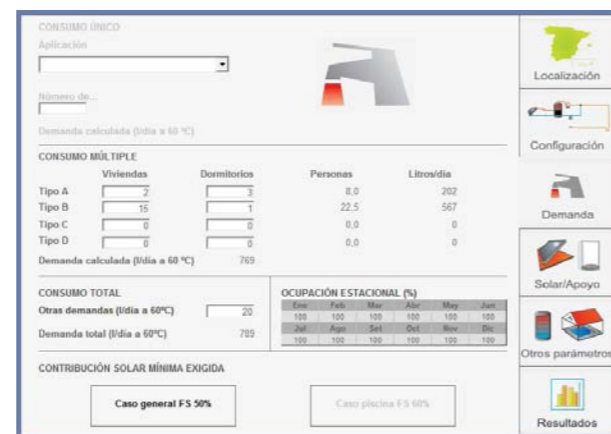 CONSUMO ÚNICO
Aplicación
Número de...
Demanda calculada (l/día a 60 ºC)
CONSUMO MÚLTIPLE
Viviendas Dormitorios Personas Litros/día
Tipo A 2 3 8,0 202
Tipo B 15 1 22,5 567
Tipo C 0 0 0,0 0
Tipo D 0 0 0,0 0
Demanda calculada (l/día a 60 ºC) 769
CONSUMO TOTAL
Otras demandas (l/día a 60ºC) 20
Demanda total (l/día a 60ºC) 789
OCUPACIÓN ESTACIONAL (%)
Ene Feb Mar Abr May Jun
100 100 100 100 100 100
Jul Ago Set Oct Nov Dic
100 100 100 100 100 100
CONTRIBUCIÓN SOLAR MÍNIMA EXIGIDA
Caso general FS 50%
Caso piscina FS 60%
Localización
Configuración
Demanda
Solar/Apoyo
Otros parámetros
Resultados